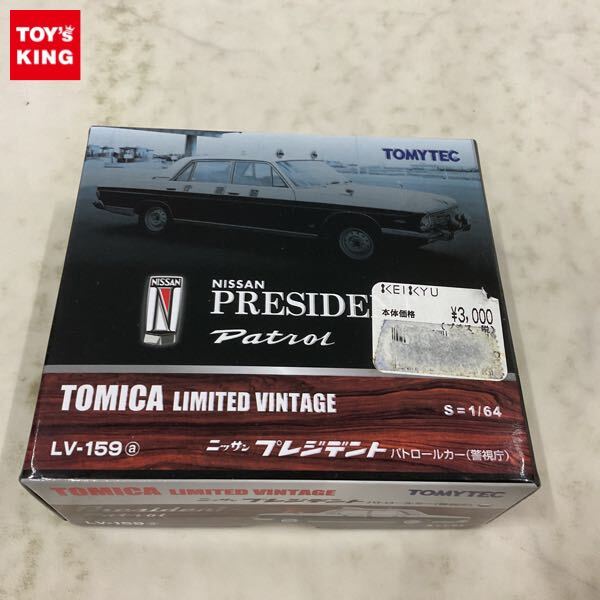 TOY's
KING
TOMYTEC
NISSAN
NISSAN
PRESIDE
Patrol
KEIKYU
本体価格
¥3,000
TOMICA LIMITED VINTAGE
S=1/64
LV-159 ⓐ
ニッサン プレジデント パトロールカー(警視庁)
TOMICA LIMITED VINTAGE
TOMYTEC
LV-159 ⓐ